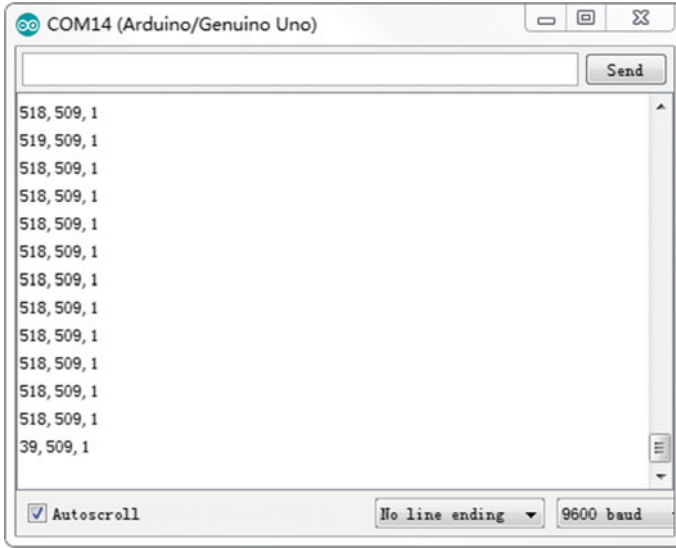 COM14 (Arduino/Genuino Uno)
Send
518, 509, 1
519, 509, 1
518, 509, 1
518, 509, 1
518, 509, 1
518, 509, 1
518, 509, 1
518, 509, 1
518, 509, 1
518, 509, 1
518, 509, 1
518, 509, 1
39, 509, 1
Autoscroll No line ending 9600 baud